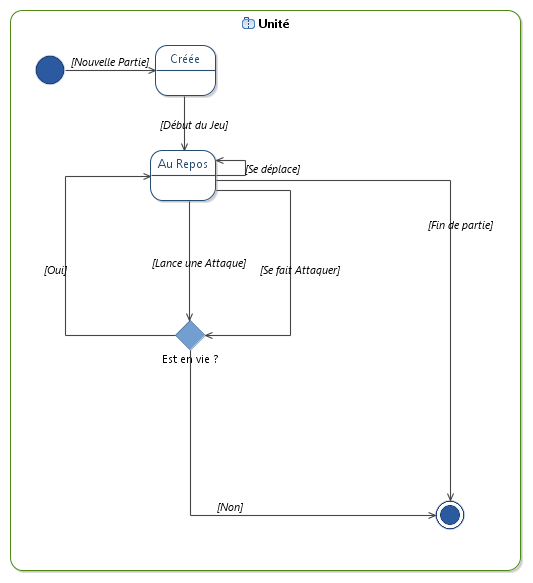 Unité
[Nouvelle Partie]
Créée
[Début du Jeu]
Au Repos
[Se déplace]
[Fin de partie]
[Oui]
[Lance une Attaque]
[Se fait Attaquer]
Est en vie ?
[Non]